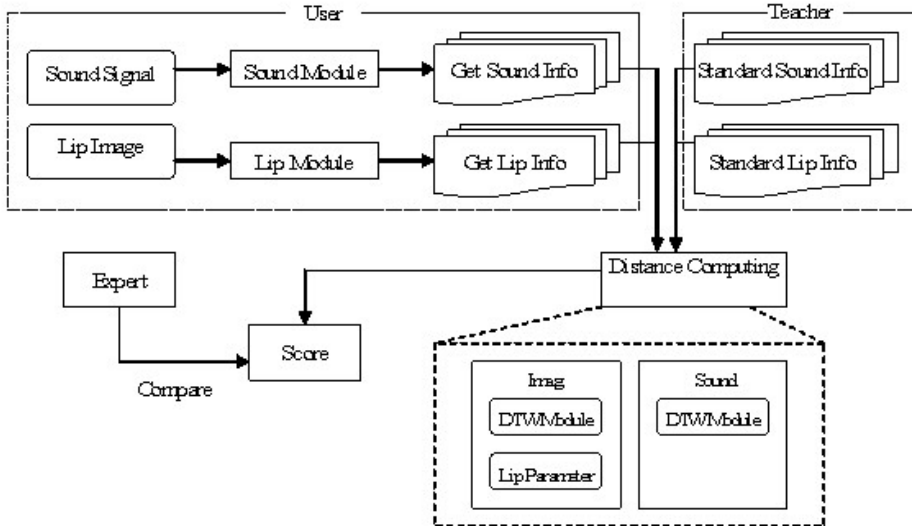 User
Teacher
Sound Signal
Sound Module
Get Sound Info
Standard Sound Info
Lip Image
Lip Module
Get Lip Info
Standard Lip Info
Expert
Distance Computing
Score
Compare
Imag
Sound
DTWModule
DTWModule
LipParamter